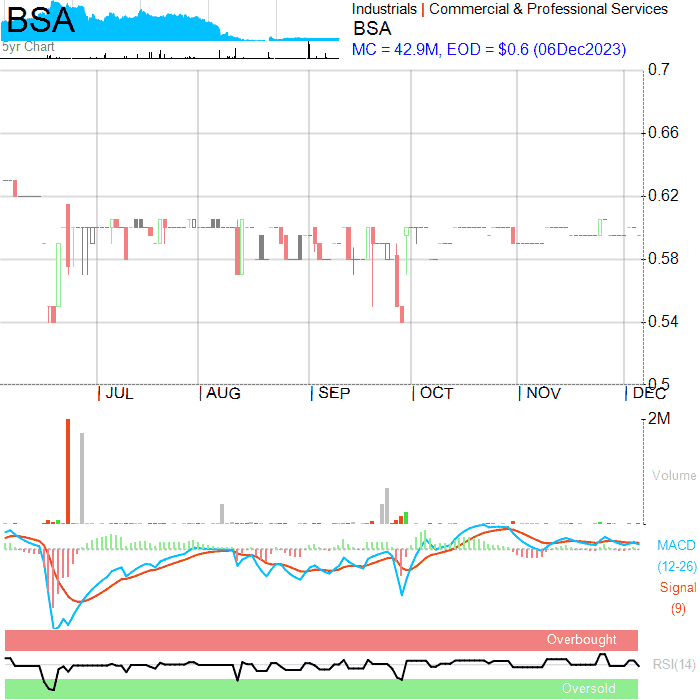 BSA
5yr Chart
Industrials | Commercial & Professional Services
BSA
MC = 42.9M, EOD = $0.6 (06Dec2023)
0.7
0.66
0.62
0.58
0.54
0.5
JUL
AUG
SEP
OCT
NOV
DEC
2M
Volume
MACD
(12-26)
Signal
(9)
Overbought
RSI(14)
Oversold